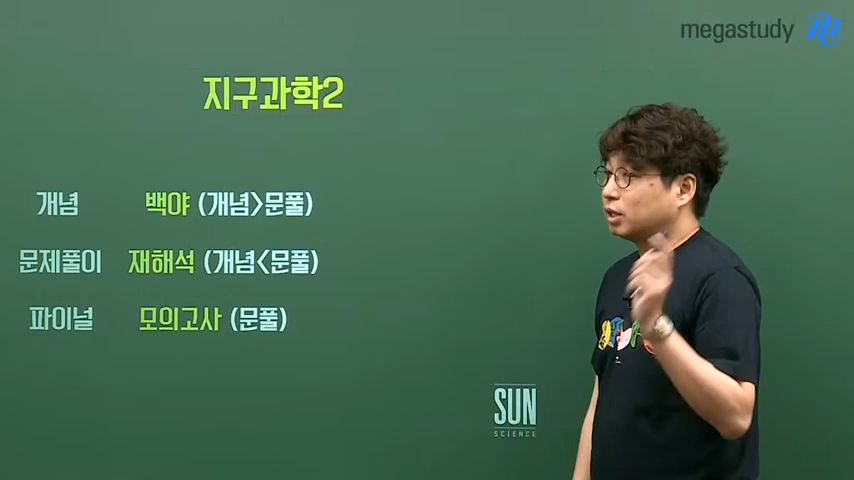 megastudy
지구과학2
개념 백야 (개념>문풀)
문제풀이 재해석 (개념<문풀)
파이널 모의고사 (문풀)
SUN
SCIENCE